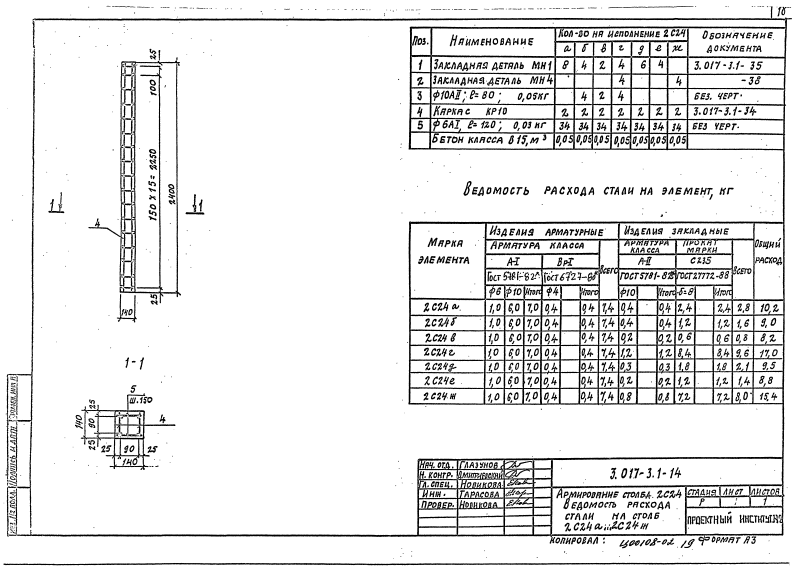 18
Поз.
Наименование
Кол-во на исполнение 2С24
Обозначение документа
а б в г д е ж
1 Закладная деталь МН1 8 4 2 4 6 4 3.017-3.1-35
2 Закладная деталь МН4 4 4 -38
3 Ф10АII; ℓ=80; 0,05кг 4 2 4 без. черт.
4 Каркас КР10 2 2 2 2 2 2 2 3.017-3.1-34
5 Ф6АI, ℓ=120; 0,03 кг 34 34 34 34 34 34 34 без черт.
Бетон класса В15, м³ 0,05 0,05 0,05 0,05 0,05 0,05 0,05
Ведомость расхода стали на элемент, кг
Марка элемента
Изделия арматурные
Изделия закладные
Общий расход
Арматура класса
Всего
Арматура класса
Прокат марки
Всего
А-I
ВрI
А-II
С235
Гост 5781-82*
Гост 6727-80*
Гост 5781-82*
Гост 27772-88
Ф6 Ф10 Итого Ф4 Итого Ф10 Итого δ=8 Итого
2С24а 1,0 6,0 7,0 0,4 0,4 7,4 0,4 0,4 2,4 2,4 2,8 10,2
2С24б 1,0 6,0 7,0 0,4 0,4 7,4 0,4 0,4 1,2 1,2 1,6 9,0
2С24в 1,0 6,0 7,0 0,4 0,4 7,4 0,2 0,2 0,6 0,6 0,8 8,2
2С24г 1,0 6,0 7,0 0,4 0,4 7,4 1,2 1,2 8,4 8,4 9,6 17,0
2С24д 1,0 6,0 7,0 0,4 0,4 7,4 0,3 0,3 1,8 1,8 2,1 9,5
2С24е 1,0 6,0 7,0 0,4 0,4 7,4 0,2 0,2 1,2 1,2 1,4 8,8
2С24ж 1,0 6,0 7,0 0,4 0,4 7,4 0,8 0,8 7,2 7,2 8,0 15,4
25
100
150 х 15 = 2250
2400
1 1
4
25
140
1-1
5
ш.150
25
90
140
25
4
25 90 25
140
Нач. отд. Глазунов
Н. контр. Дмитриевский
Гл. спец. Новикова
Инж. Тарасова
Провер. Новикова
3.017-3.1-14
Армирование столба 2С24
Ведомость расхода
стали на столб
2С24а...2С24ж
Стадия Лист Листов
Р 1
Проектный институт №2
Копировал: Ц00108-02 19 Формат А3
Инв. № подл. Подпись и дата Взам. инв. №